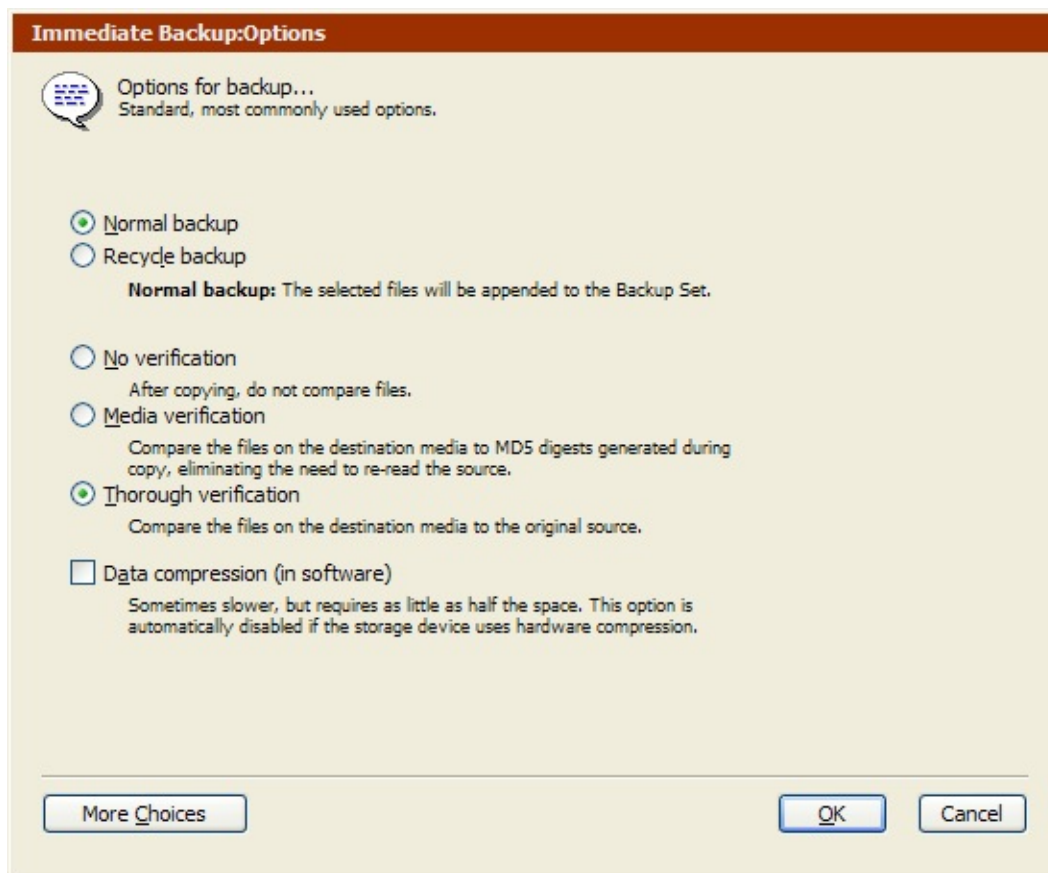 Immediate Backup:Options
Options for backup...
Standard, most commonly used options.
Normal backup
Recycle backup
Normal backup: The selected files will be appended to the Backup Set.
No verification
After copying, do not compare files.
Media verification
Compare the files on the destination media to MD5 digests generated during
copy, eliminating the need to re-read the source.
Thorough verification
Compare the files on the destination media to the original source.
Data compression (in software)
Sometimes slower, but requires as little as half the space. This option is
automatically disabled if the storage device uses hardware compression.
More Choices
OK
Cancel